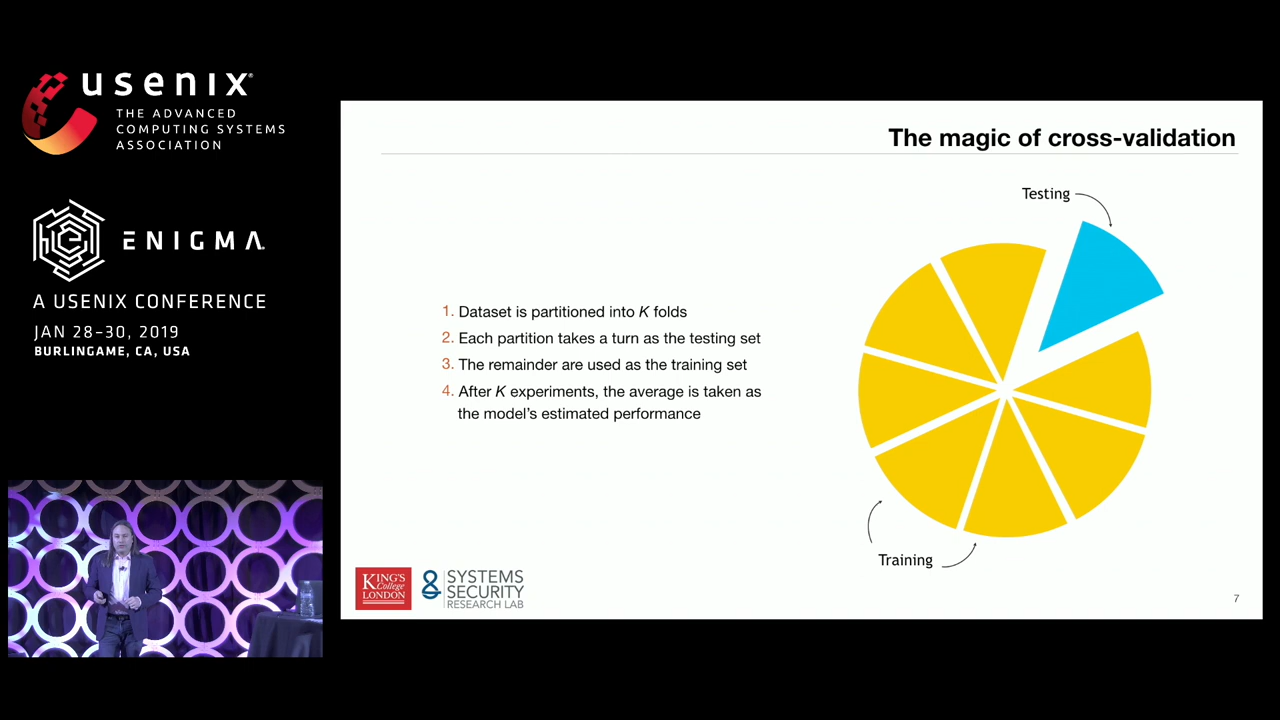 usenix®
THE ADVANCED
COMPUTING SYSTEMS
ASSOCIATION
ENIGMA
A USENIX CONFERENCE
JAN 28–30, 2019
BURLINGAME, CA, USA
The magic of cross-validation
Testing
1. Dataset is partitioned into K folds
2. Each partition takes a turn as the testing set
3. The remainder are used as the training set
4. After K experiments, the average is taken as
the model's estimated performance
Training
KING'S
College
LONDON
SYSTEMS
SECURITY
RESEARCH LAB
7